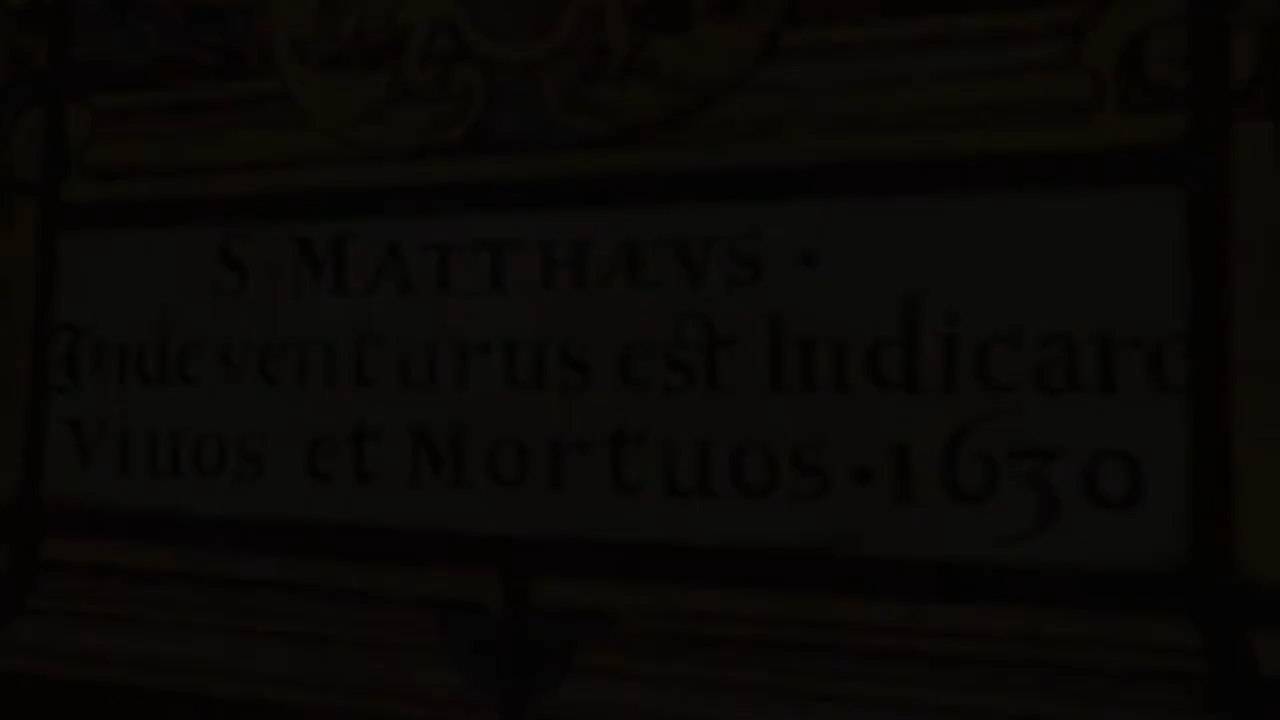 S MATTHÆVS ·
Inde venturus est Iudicare
Viuos et Mortuos · 1630